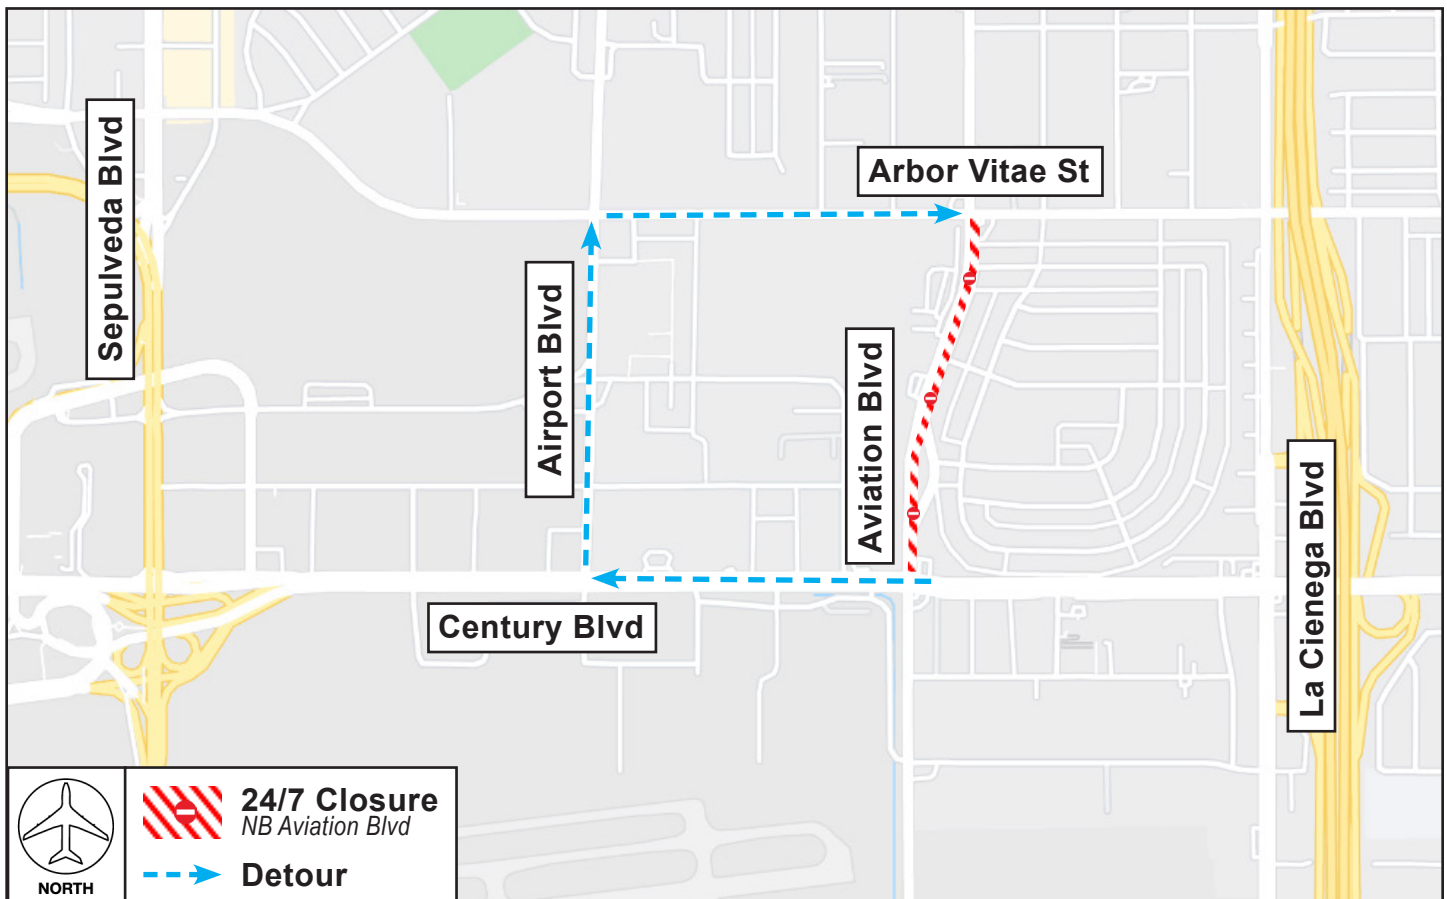 Sepulveda Blvd
Arbor Vitae St
Airport Blvd
Aviation Blvd
Century Blvd
La Cienega Blvd
NORTH
24/7 Closure
NB Aviation Blvd
Detour